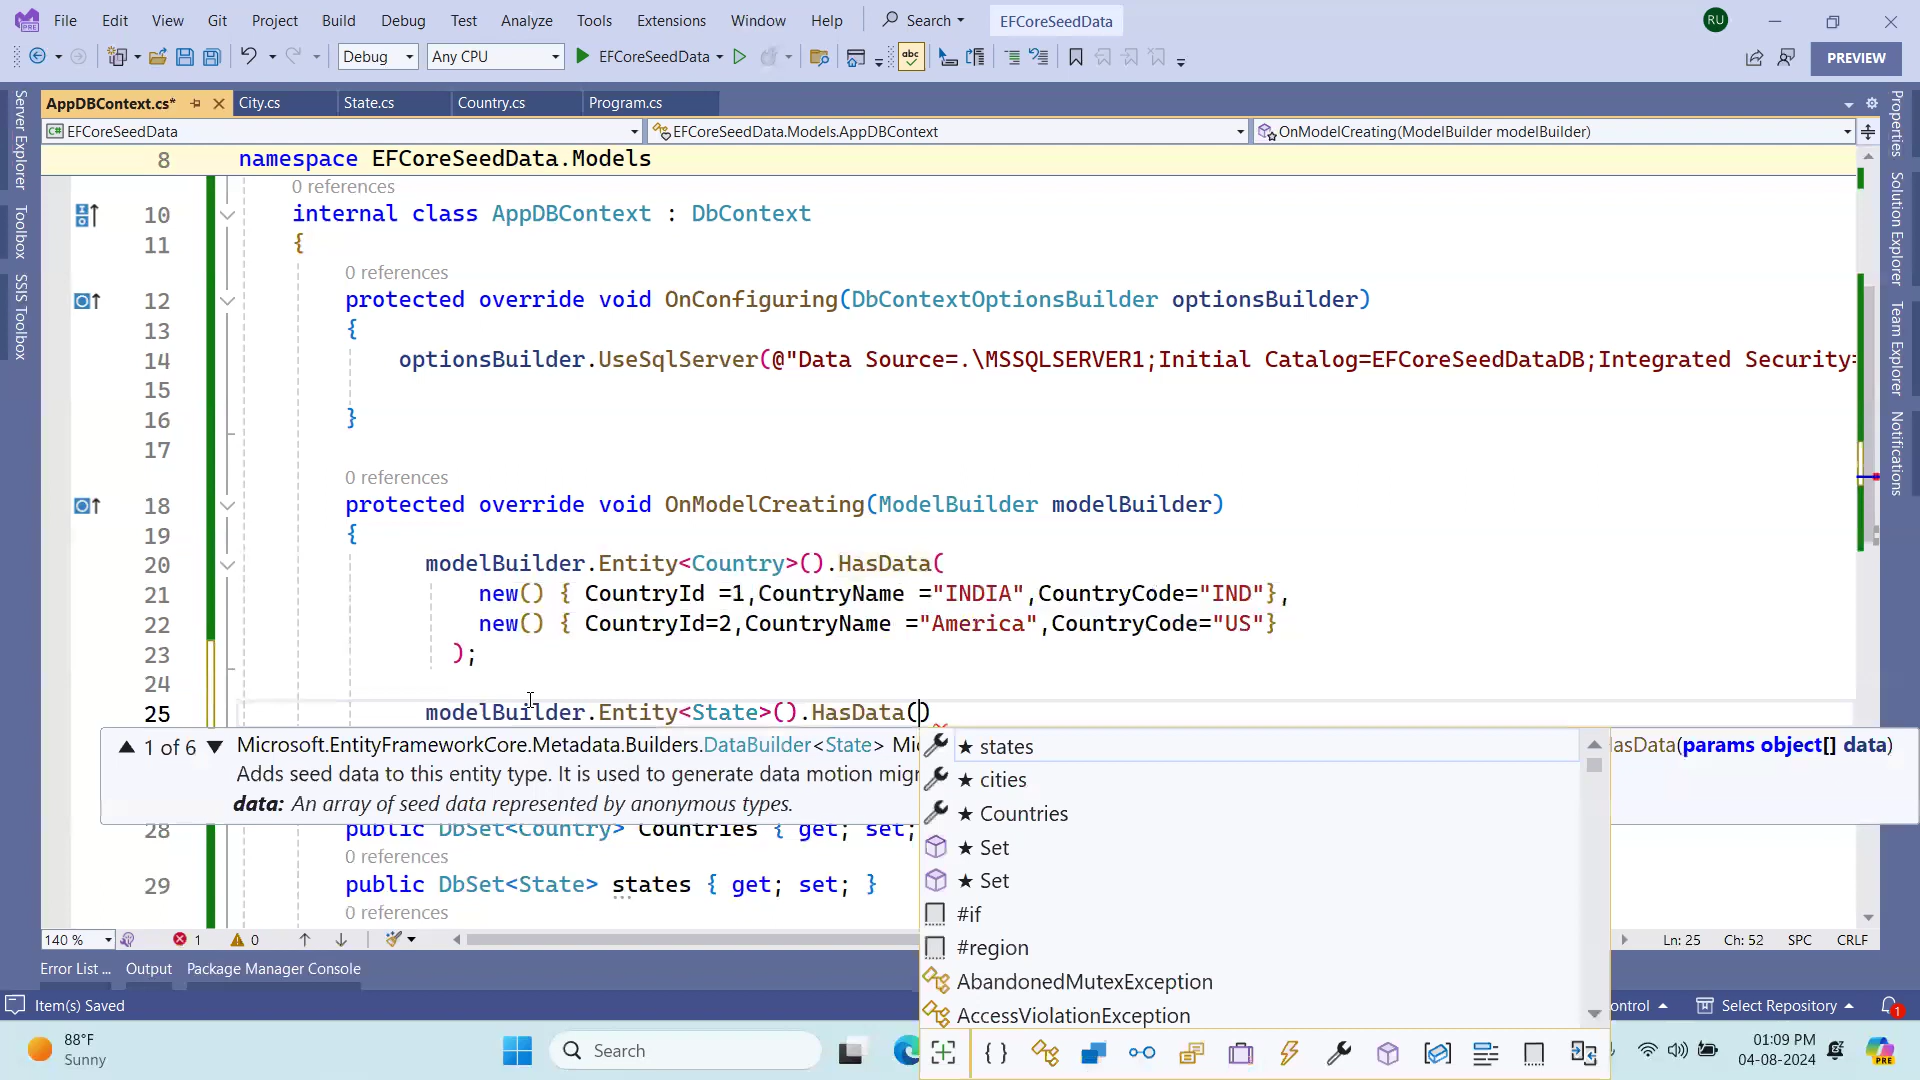 File Edit View Git Project Build Debug Test Analyze Tools Extensions Window Help Search EFCoreSeedData RU
Debug Any CPU EFCoreSeedData abc PREVIEW
AppDBContext.cs* City.cs State.cs Country.cs Program.cs
EFCoreSeedData EFCoreSeedData.Models.AppDBContext OnModelCreating(ModelBuilder modelBuilder)
Server Explorer
Toolbox
SSIS Toolbox
8 namespace EFCoreSeedData.Models
0 references
10 internal class AppDBContext : DbContext
11 {
0 references
12 protected override void OnConfiguring(DbContextOptionsBuilder optionsBuilder)
13 {
14 optionsBuilder.UseSqlServer(@"Data Source=.\MSSQLSERVER1;Initial Catalog=EFCoreSeedDataDB;Integrated Security=
15
16 }
17
0 references
18 protected override void OnModelCreating(ModelBuilder modelBuilder)
19 {
20 modelBuilder.Entity<Country>().HasData(
21 new() { CountryId =1,CountryName ="INDIA",CountryCode="IND"},
22 new() { CountryId=2,CountryName ="America",CountryCode="US"}
23 );
24
25 modelBuilder.Entity<State>().HasData()
1 of 6 Microsoft.EntityFrameworkCore.Metadata.Builders.DataBuilder<State> Mi
asData(params object[] data)
Adds seed data to this entity type. It is used to generate data motion migr
data: An array of seed data represented by anonymous types.
★ states
★ cities
★ Countries
★ Set
★ Set
#if
#region
AbandonedMutexException
AccessViolationException
28 public DbSet<Country> Countries { get; set;
0 references
29 public DbSet<State> states { get; set; }
0 references
Properties
Solution Explorer
Team Explorer
Notifications
140 % 1 0 Ln: 25 Ch: 52 SPC CRLF
Error List ... Output Package Manager Console
Item(s) Saved ontrol Select Repository 1
88°F
Sunny
Search
01:09 PM
04-08-2024
PRE